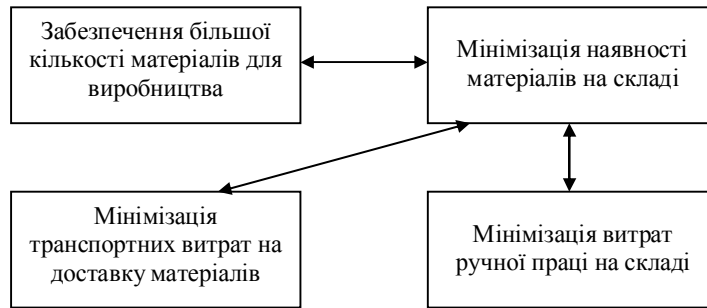 Забезпечення більшої
кількості матеріалів для
виробництва
Мінімізація наявності
матеріалів на складі
Мінімізація
транспортних витрат на
доставку матеріалів
Мінімізація витрат
ручної праці на складі